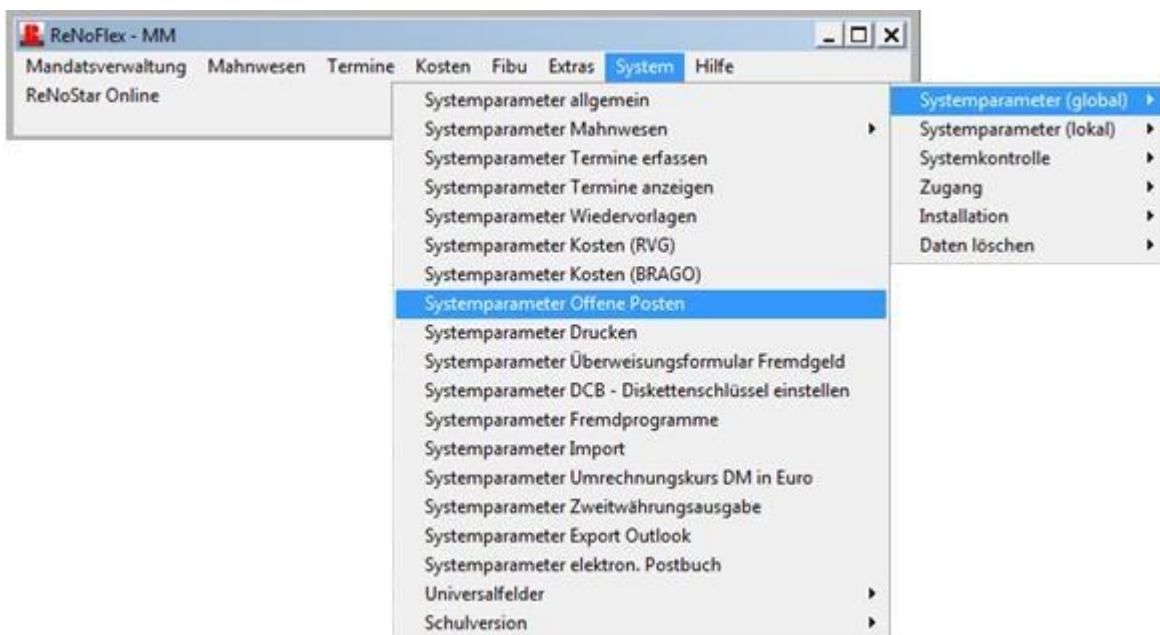 ReNoFlex - MM
Mandatsverwaltung Mahnwesen Termine Kosten Fibu Extras System Hilfe
ReNoStar Online
Systemparameter (global)
Systemparameter (lokal)
Systemkontrolle
Zugang
Installation
Daten löschen
Systemparameter allgemein
Systemparameter Mahnwesen
Systemparameter Termine erfassen
Systemparameter Termine anzeigen
Systemparameter Wiedervorlagen
Systemparameter Kosten (RVG)
Systemparameter Kosten (BRAGO)
Systemparameter Offene Posten
Systemparameter Drucken
Systemparameter Überweisungsformular Fremdgeld
Systemparameter DCB - Diskettenschlüssel einstellen
Systemparameter Fremdprogramme
Systemparameter Import
Systemparameter Umrechnungskurs DM in Euro
Systemparameter Zweitwährungsausgabe
Systemparameter Export Outlook
Systemparameter elektron. Postbuch
Universalfelder
Schulversion